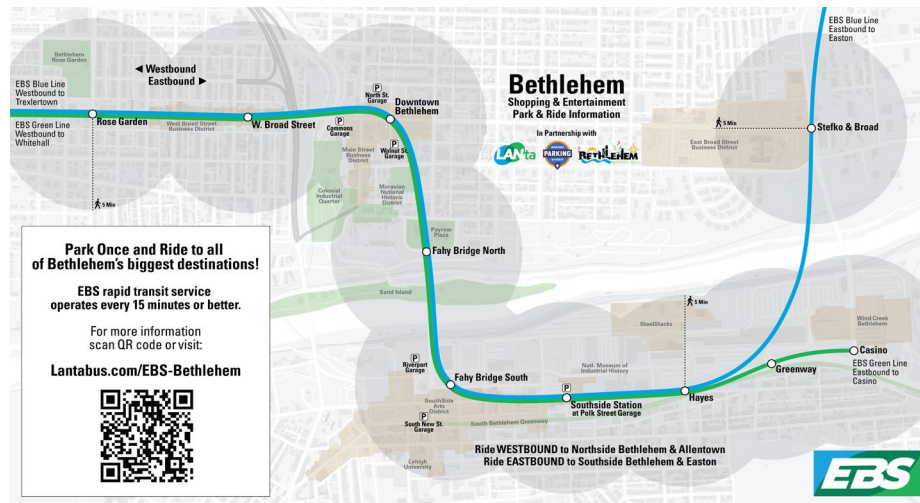 Bethlehem
Rose Garden
EBS Blue Line
Westbound to
Trexlertown
EBS Green Line
Westbound to
Whitehall
◄ Westbound
Eastbound ►
Rose Garden
West Broad Street
Business District
W. Broad Street
5 Min
P
North St.
Garage
P
Commons
Garage
Downtown
Bethlehem
P
Walnut St.
Garage
Main Street
Business
District
Colonial
Industrial
Quarter
Moravian
National
Historic
District
Payrow
Plaza
Fahy Bridge North
Sand Island
Bethlehem
Shopping & Entertainment
Park & Ride Information
In Partnership with
LANta
PARKING
BETHLEHEM
EBS Blue Line
Eastbound to
Easton
5 Min
Stefko & Broad
East Broad Street
Business District
Park Once and Ride to all
of Bethlehem's biggest destinations!
EBS rapid transit service
operates every 15 minutes or better.
For more information
scan QR code or visit:
Lantabus.com/EBS-Bethlehem
P
Riverport
Garage
Fahy Bridge South
SouthSide
Arts
District
P
South New St.
Garage
Lehigh
University
South Bethlehem Greenway
P
Southside Station
at Polk Street Garage
Natl. Museum of
Industrial History
SteelStacks
5 Min
Hayes
Greenway
Wind Creek
Bethlehem
Casino
EBS Green Line
Eastbound to
Casino
Ride WESTBOUND to Northside Bethlehem & Allentown
Ride EASTBOUND to Southside Bethlehem & Easton
EBS